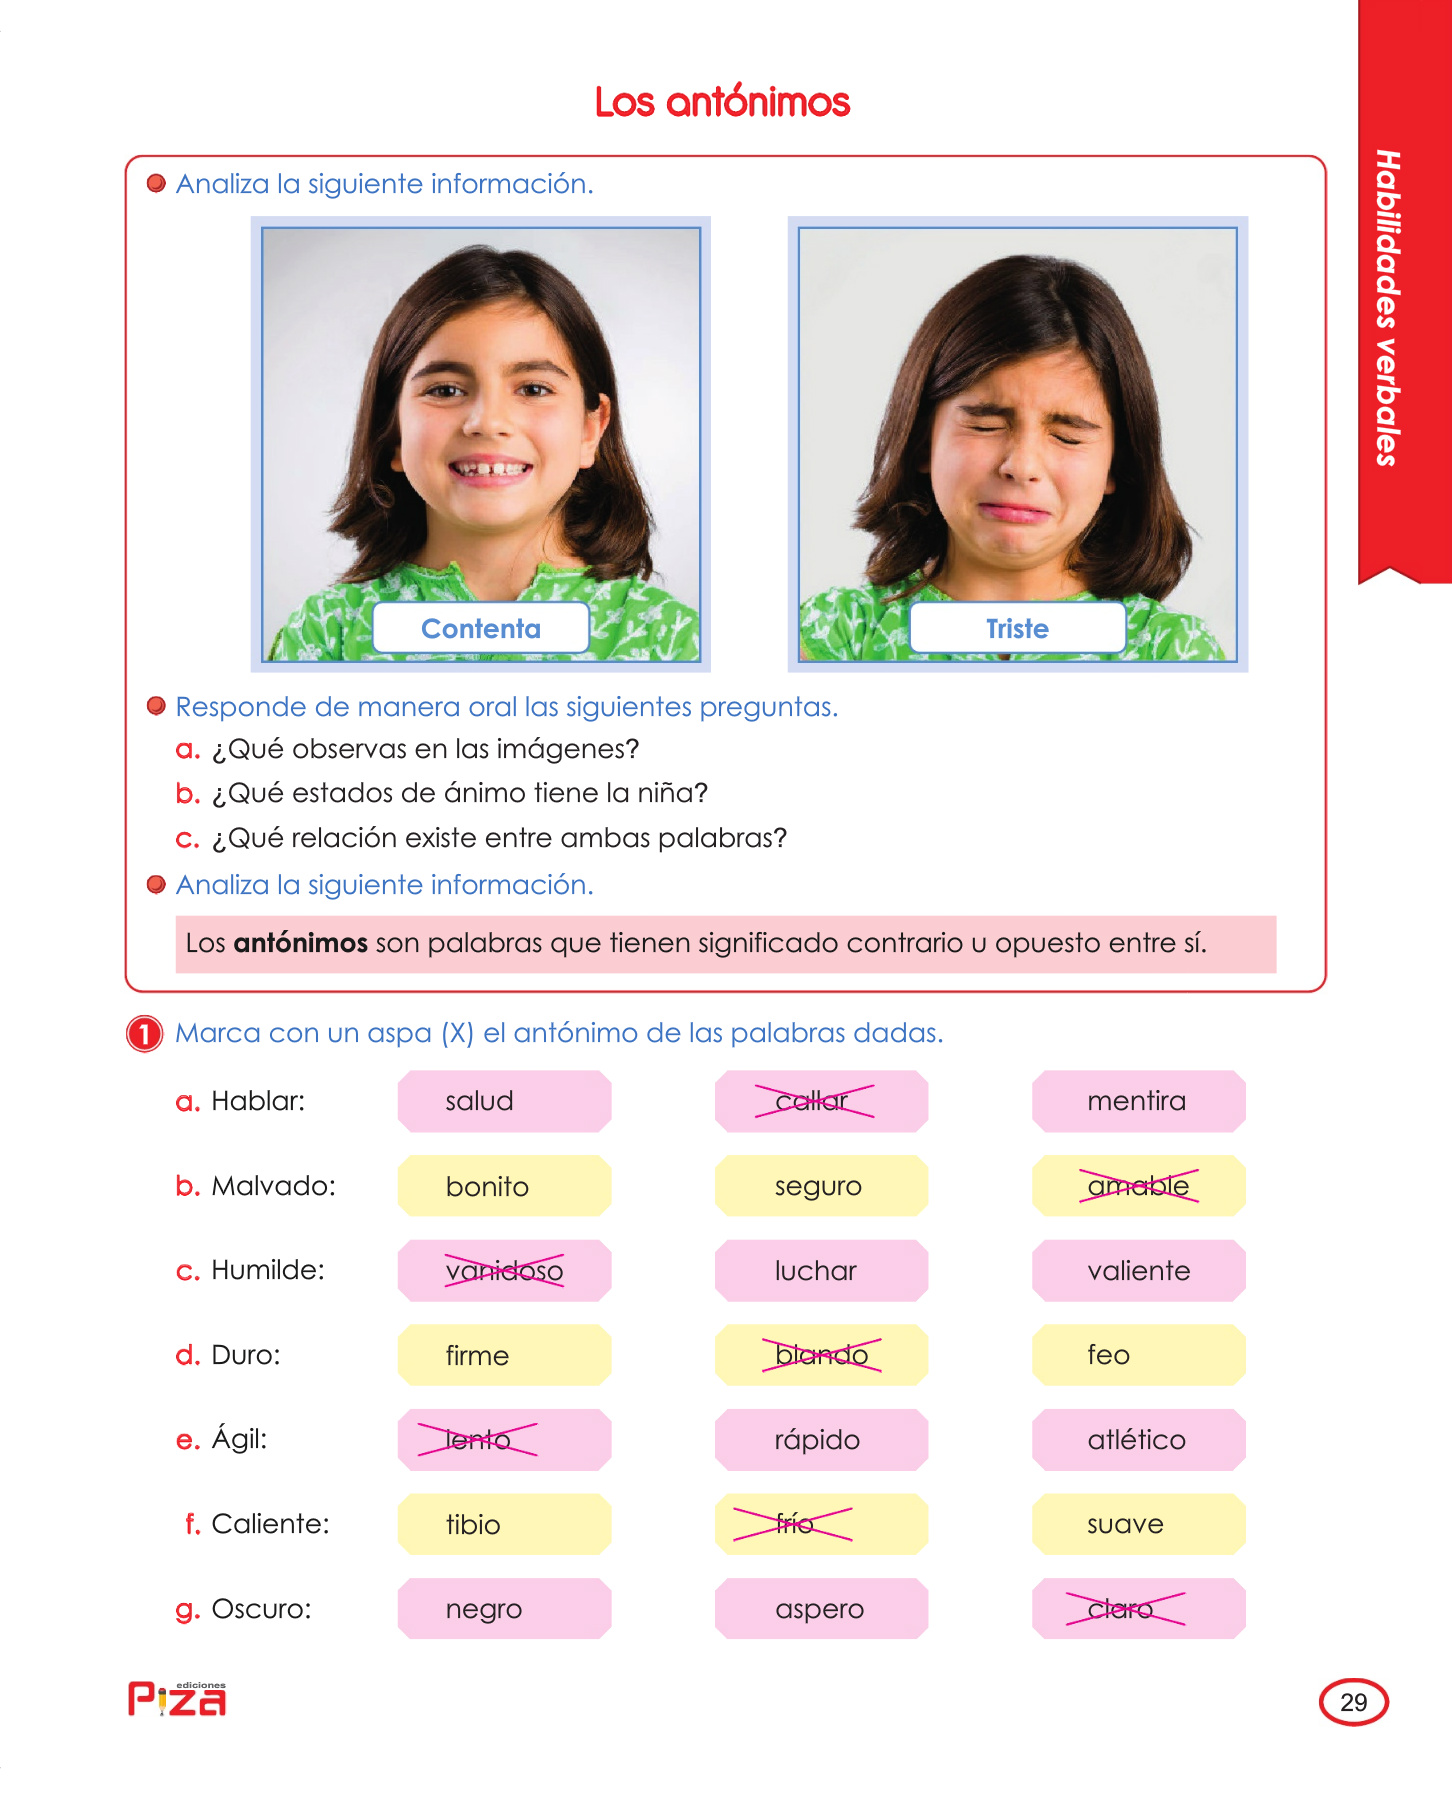 Los antónimos
Habilidades verbales
Analiza la siguiente información.
Contenta
Triste
Responde de manera oral las siguientes preguntas.
a. ¿Qué observas en las imágenes?
b. ¿Qué estados de ánimo tiene la niña?
c. ¿Qué relación existe entre ambas palabras?
Analiza la siguiente información.
Los antónimos son palabras que tienen significado contrario u opuesto entre sí.
1 Marca con un aspa (X) el antónimo de las palabras dadas.
a. Hablar: salud callar mentira
b. Malvado: bonito seguro amable
c. Humilde: vanidoso luchar valiente
d. Duro: firme blando feo
e. Ágil: lento rápido atlético
f. Caliente: tibio frío suave
g. Oscuro: negro aspero claro
ediciones
Piza
29